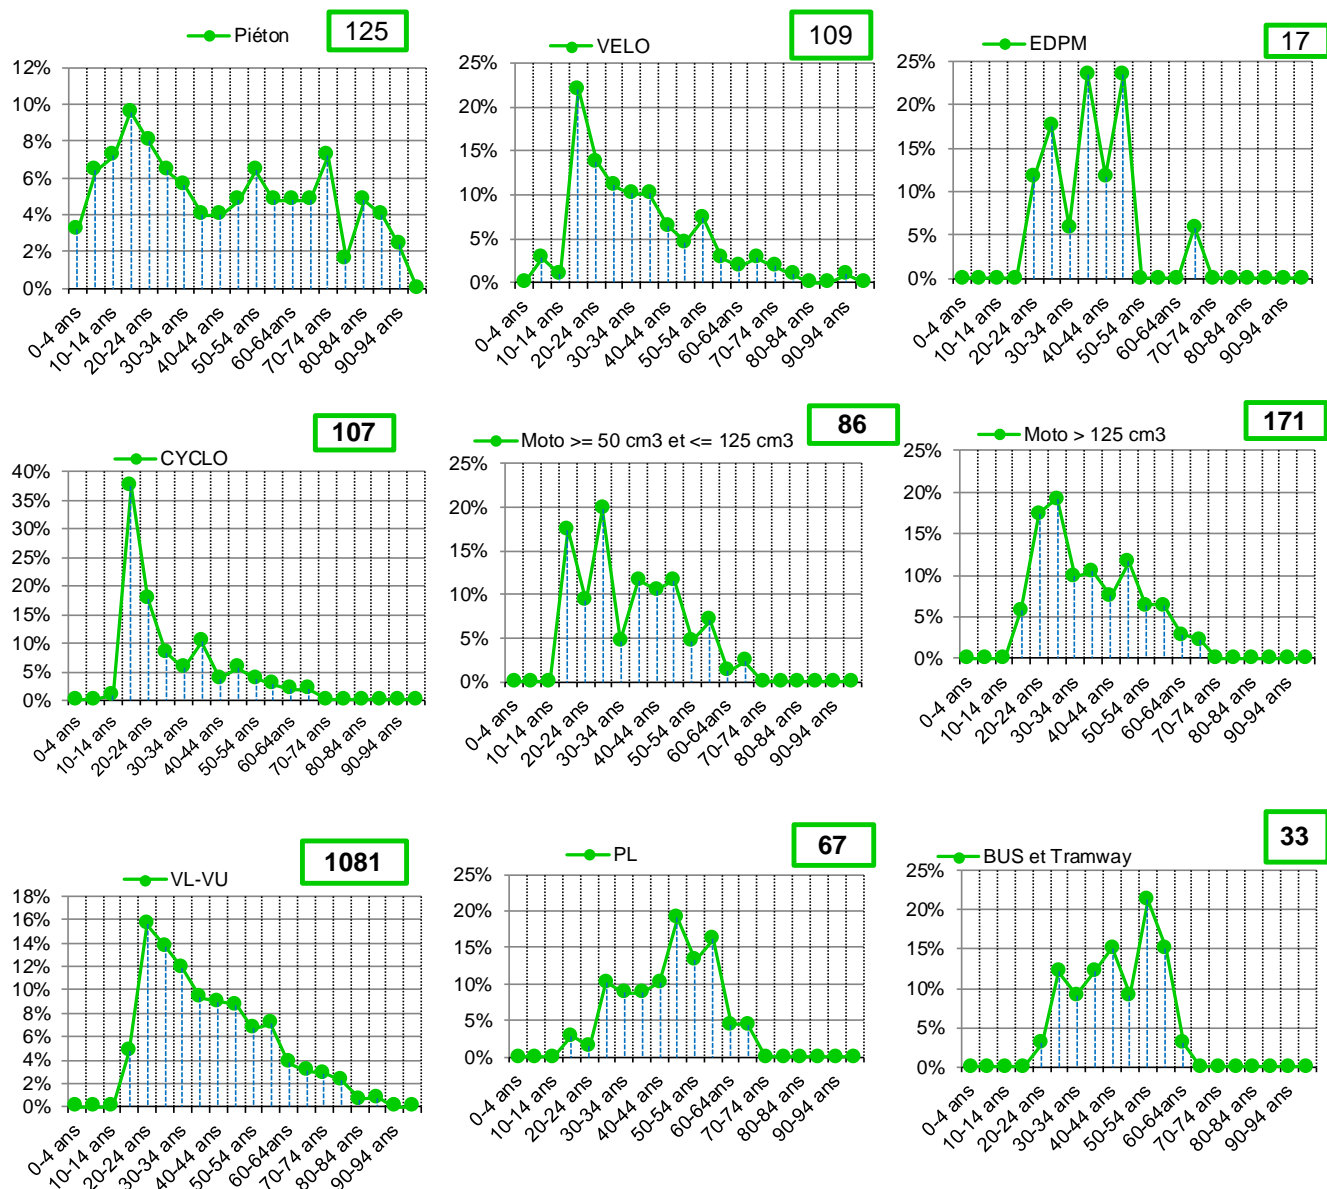 Piéton
125
12%
10%
8%
6%
4%
2%
0%
0-4 ans
10-14 ans
20-24 ans
30-34 ans
40-44 ans
50-54 ans
60-64 ans
70-74 ans
80-84 ans
90-94 ans
VELO
109
25%
20%
15%
10%
5%
0%
0-4 ans
10-14 ans
20-24 ans
30-34 ans
40-44 ans
50-54 ans
60-64ans
70-74 ans
80-84 ans
90-94 ans
EDPM
17
25%
20%
15%
10%
5%
0%
0-4 ans
10-14 ans
20-24 ans
30-34 ans
40-44 ans
50-54 ans
60-64ans
70-74 ans
80-84 ans
90-94 ans
CYCLO
107
40%
35%
30%
25%
20%
15%
10%
5%
0%
0-4 ans
10-14 ans
20-24 ans
30-34 ans
40-44 ans
50-54 ans
60-64ans
70-74 ans
80-84 ans
90-94 ans
Moto >= 50 cm3 et <= 125 cm3
86
25%
20%
15%
10%
5%
0%
0-4 ans
10-14 ans
20-24 ans
30-34 ans
40-44 ans
50-54 ans
60-64ans
70-74 ans
80-84 ans
90-94 ans
Moto > 125 cm3
171
25%
20%
15%
10%
5%
0%
0-4 ans
10-14 ans
20-24 ans
30-34 ans
40-44 ans
50-54 ans
60-64 ans
70-74 ans
80-84 ans
90-94 ans
VL-VU
1081
18%
16%
14%
12%
10%
8%
6%
4%
2%
0%
0-4 ans
10-14 ans
20-24 ans
30-34 ans
40-44 ans
50-54 ans
60-64ans
70-74 ans
80-84 ans
90-94 ans
PL
67
25%
20%
15%
10%
5%
0%
0-4 ans
10-14 ans
20-24 ans
30-34 ans
40-44 ans
50-54 ans
60-64 ans
70-74 ans
80-84 ans
90-94 ans
BUS et Tramway
33
25%
20%
15%
10%
5%
0%
0-4 ans
10-14 ans
20-24 ans
30-34 ans
40-44 ans
50-54 ans
60-64ans
70-74 ans
80-84 ans
90-94 ans